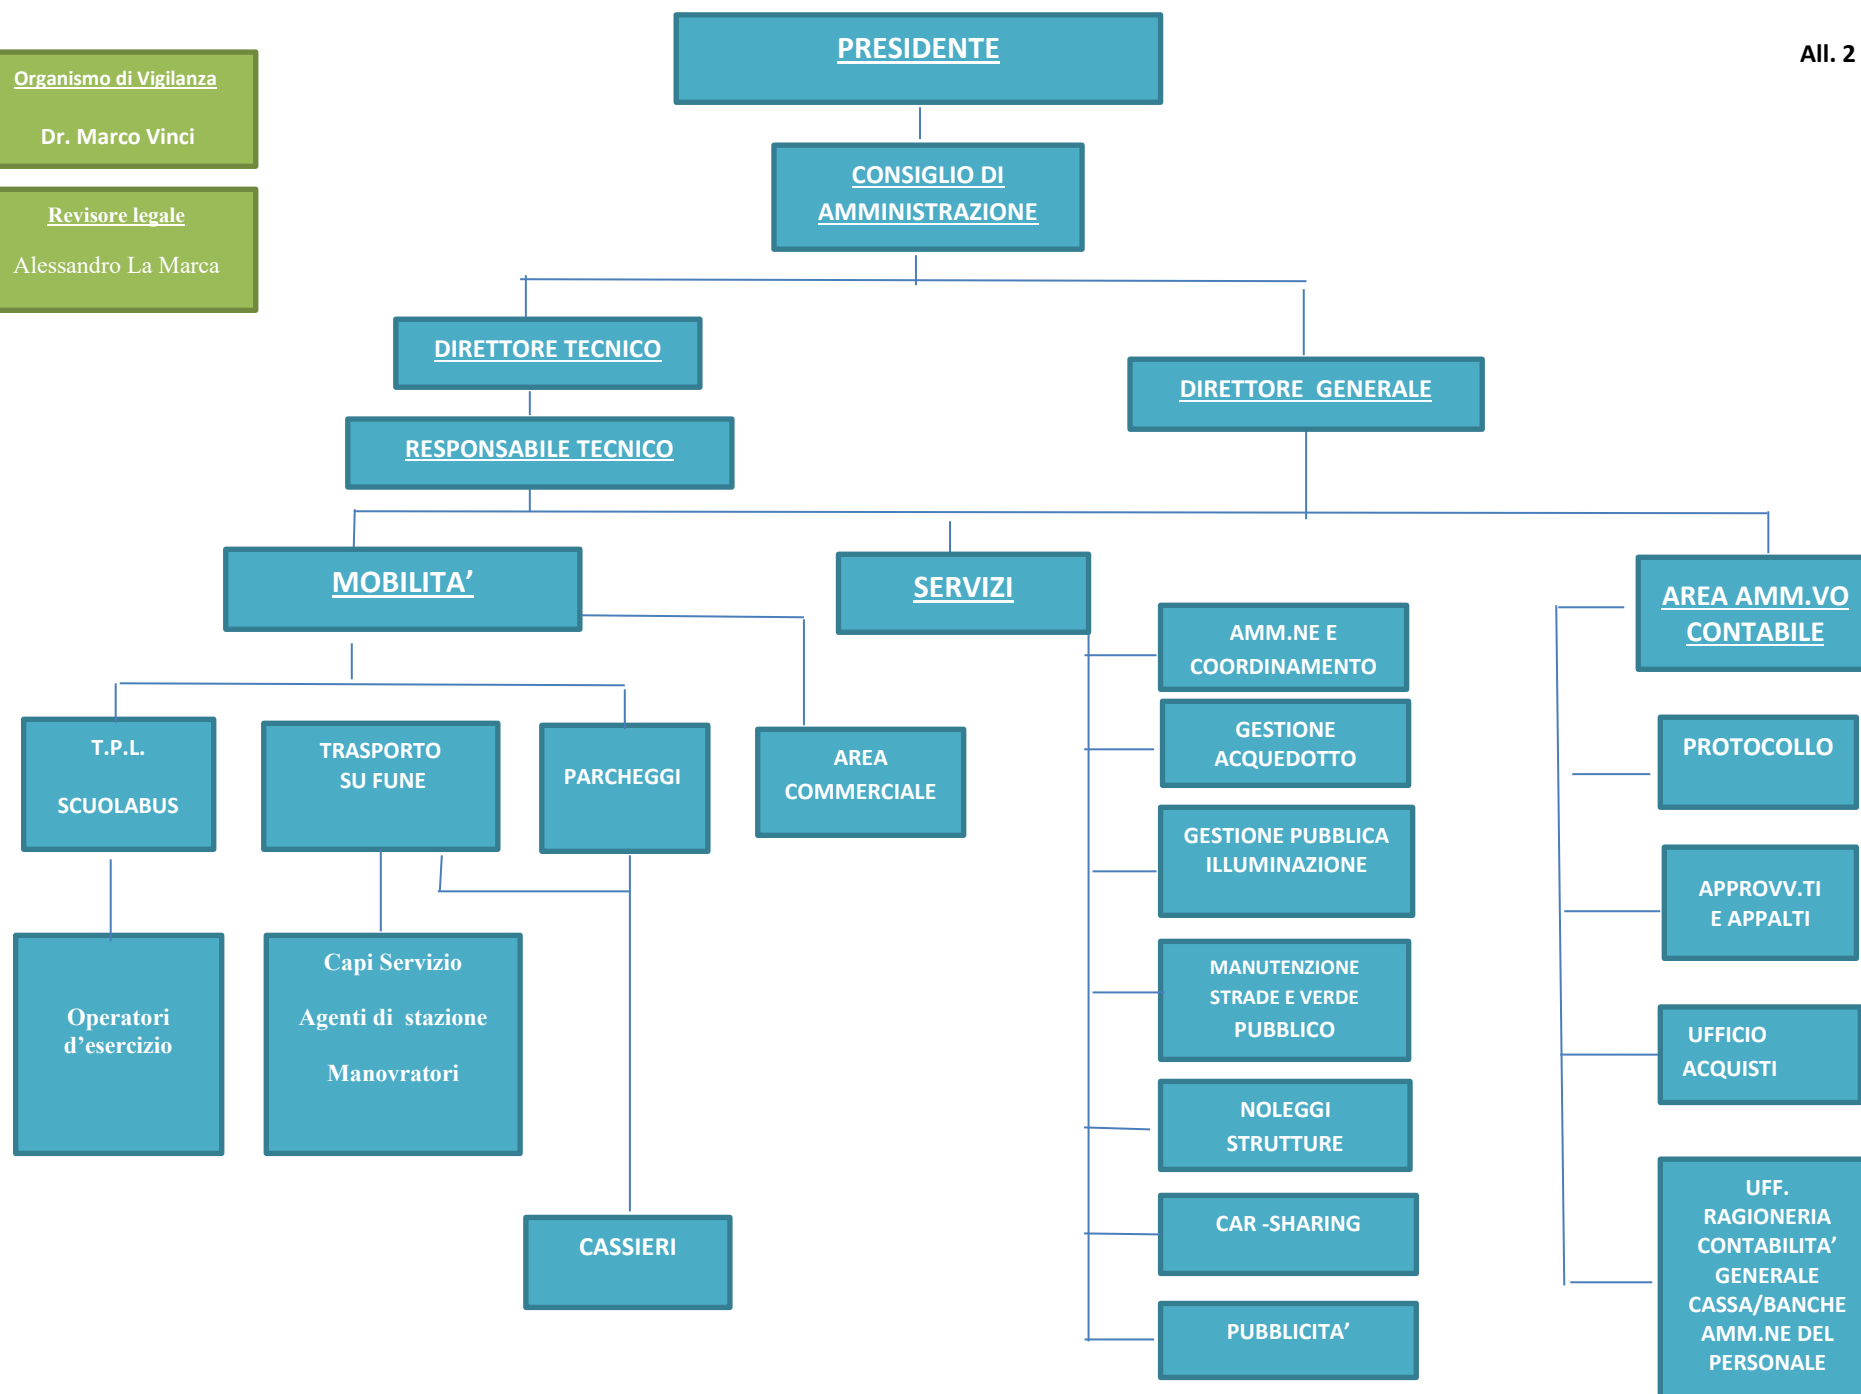 PRESIDENTE
All. 2
Organismo di Vigilanza
Dr. Marco Vinci
CONSIGLIO DI
AMMINISTRAZIONE
Revisore legale
Alessandro La Marca
DIRETTORE TECNICO
DIRETTORE  GENERALE
RESPONSABILE TECNICO
MOBILITA’
SERVIZI
AREA AMM.VO
CONTABILE
T.P.L.
SCUOLABUS
TRASPORTO
SU FUNE
PARCHEGGI
AREA
COMMERCIALE
Operatori
d’esercizio
Capi Servizio
Agenti di  stazione
Manovratori
CASSIERI
AMM.NE E
COORDINAMENTO
GESTIONE
ACQUEDOTTO
GESTIONE PUBBLICA
ILLUMINAZIONE
MANUTENZIONE
STRADE E VERDE
PUBBLICO
NOLEGGI
STRUTTURE
CAR -SHARING
PUBBLICITA’
PROTOCOLLO
APPROVV.TI
E APPALTI
UFFICIO
ACQUISTI
UFF.
RAGIONERIA
CONTABILITA’
GENERALE
CASSA/BANCHE
AMM.NE DEL
PERSONALE